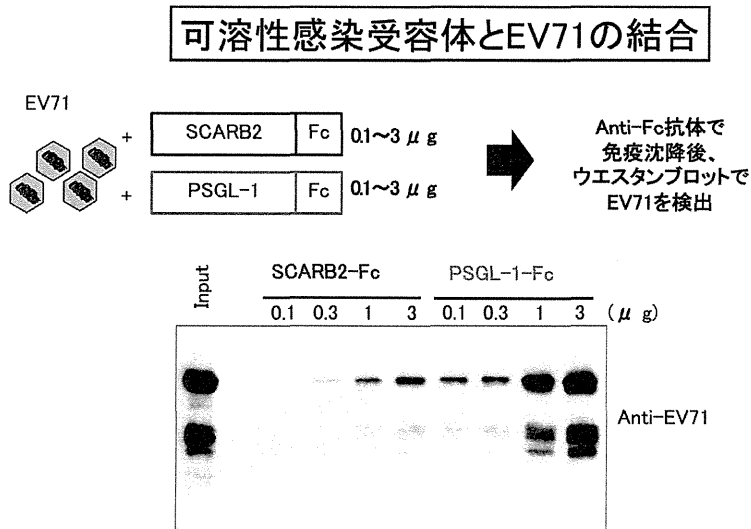 可溶性感染受容体とEV71の結合
EV71
+ SCARB2 Fc 0.1~3 μ g
+ PSGL-1 Fc 0.1~3 μ g
Anti-Fc抗体で
免疫沈降後、
ウエスタンブロットで
EV71を検出
Input
SCARB2-Fc PSGL-1-Fc
0.1 0.3 1 3 0.1 0.3 1 3 (μ g)
Anti-EV71